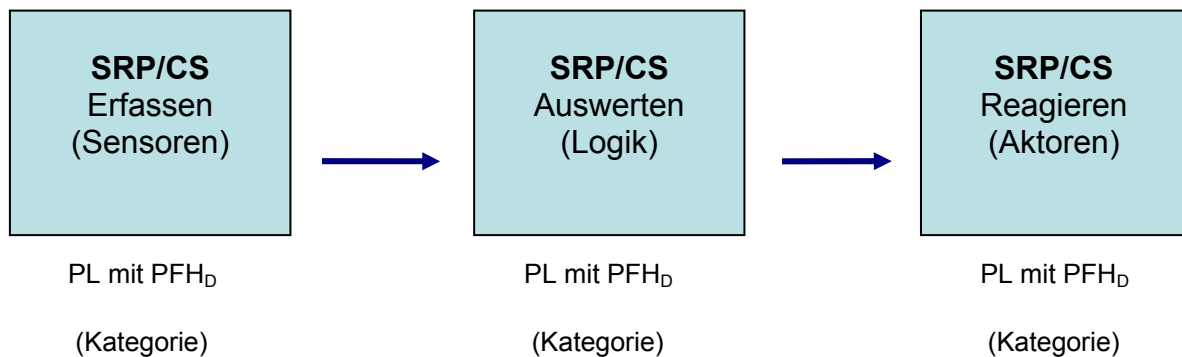 SRP/CS
Erfassen
(Sensoren)
SRP/CS
Auswerten
(Logik)
SRP/CS
Reagieren
(Aktoren)
PL mit PFHD
PL mit PFHD
PL mit PFHD
(Kategorie)
(Kategorie)
(Kategorie)